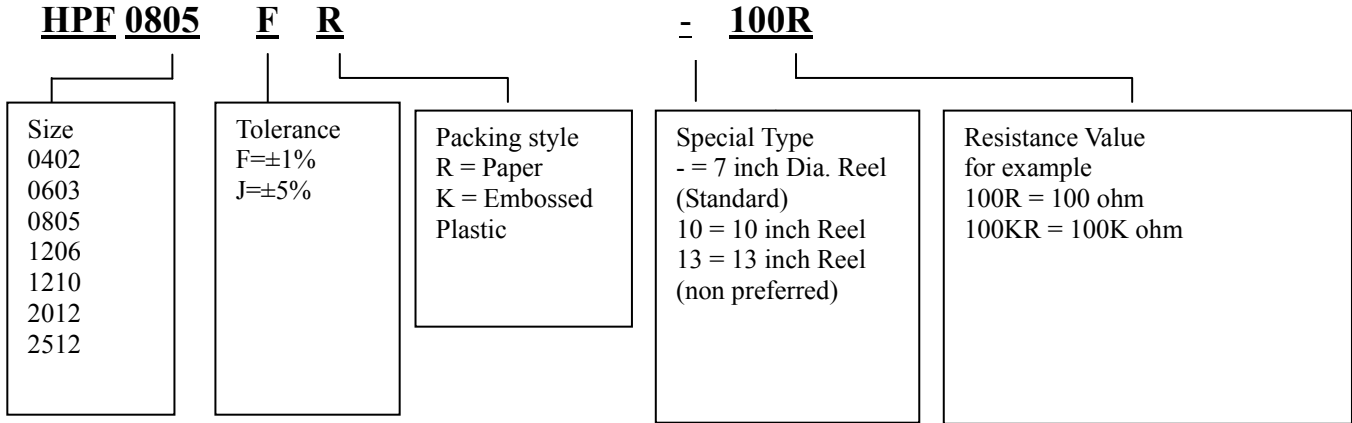 HPF 0805 F R - 100R
Size
0402
0603
0805
1206
1210
2012
2512
Tolerance
F=±1%
J=±5%
Packing style
R = Paper
K = Embossed
Plastic
Special Type
- = 7 inch Dia. Reel
(Standard)
10 = 10 inch Reel
13 = 13 inch Reel
(non preferred)
Resistance Value
for example
100R = 100 ohm
100KR = 100K ohm